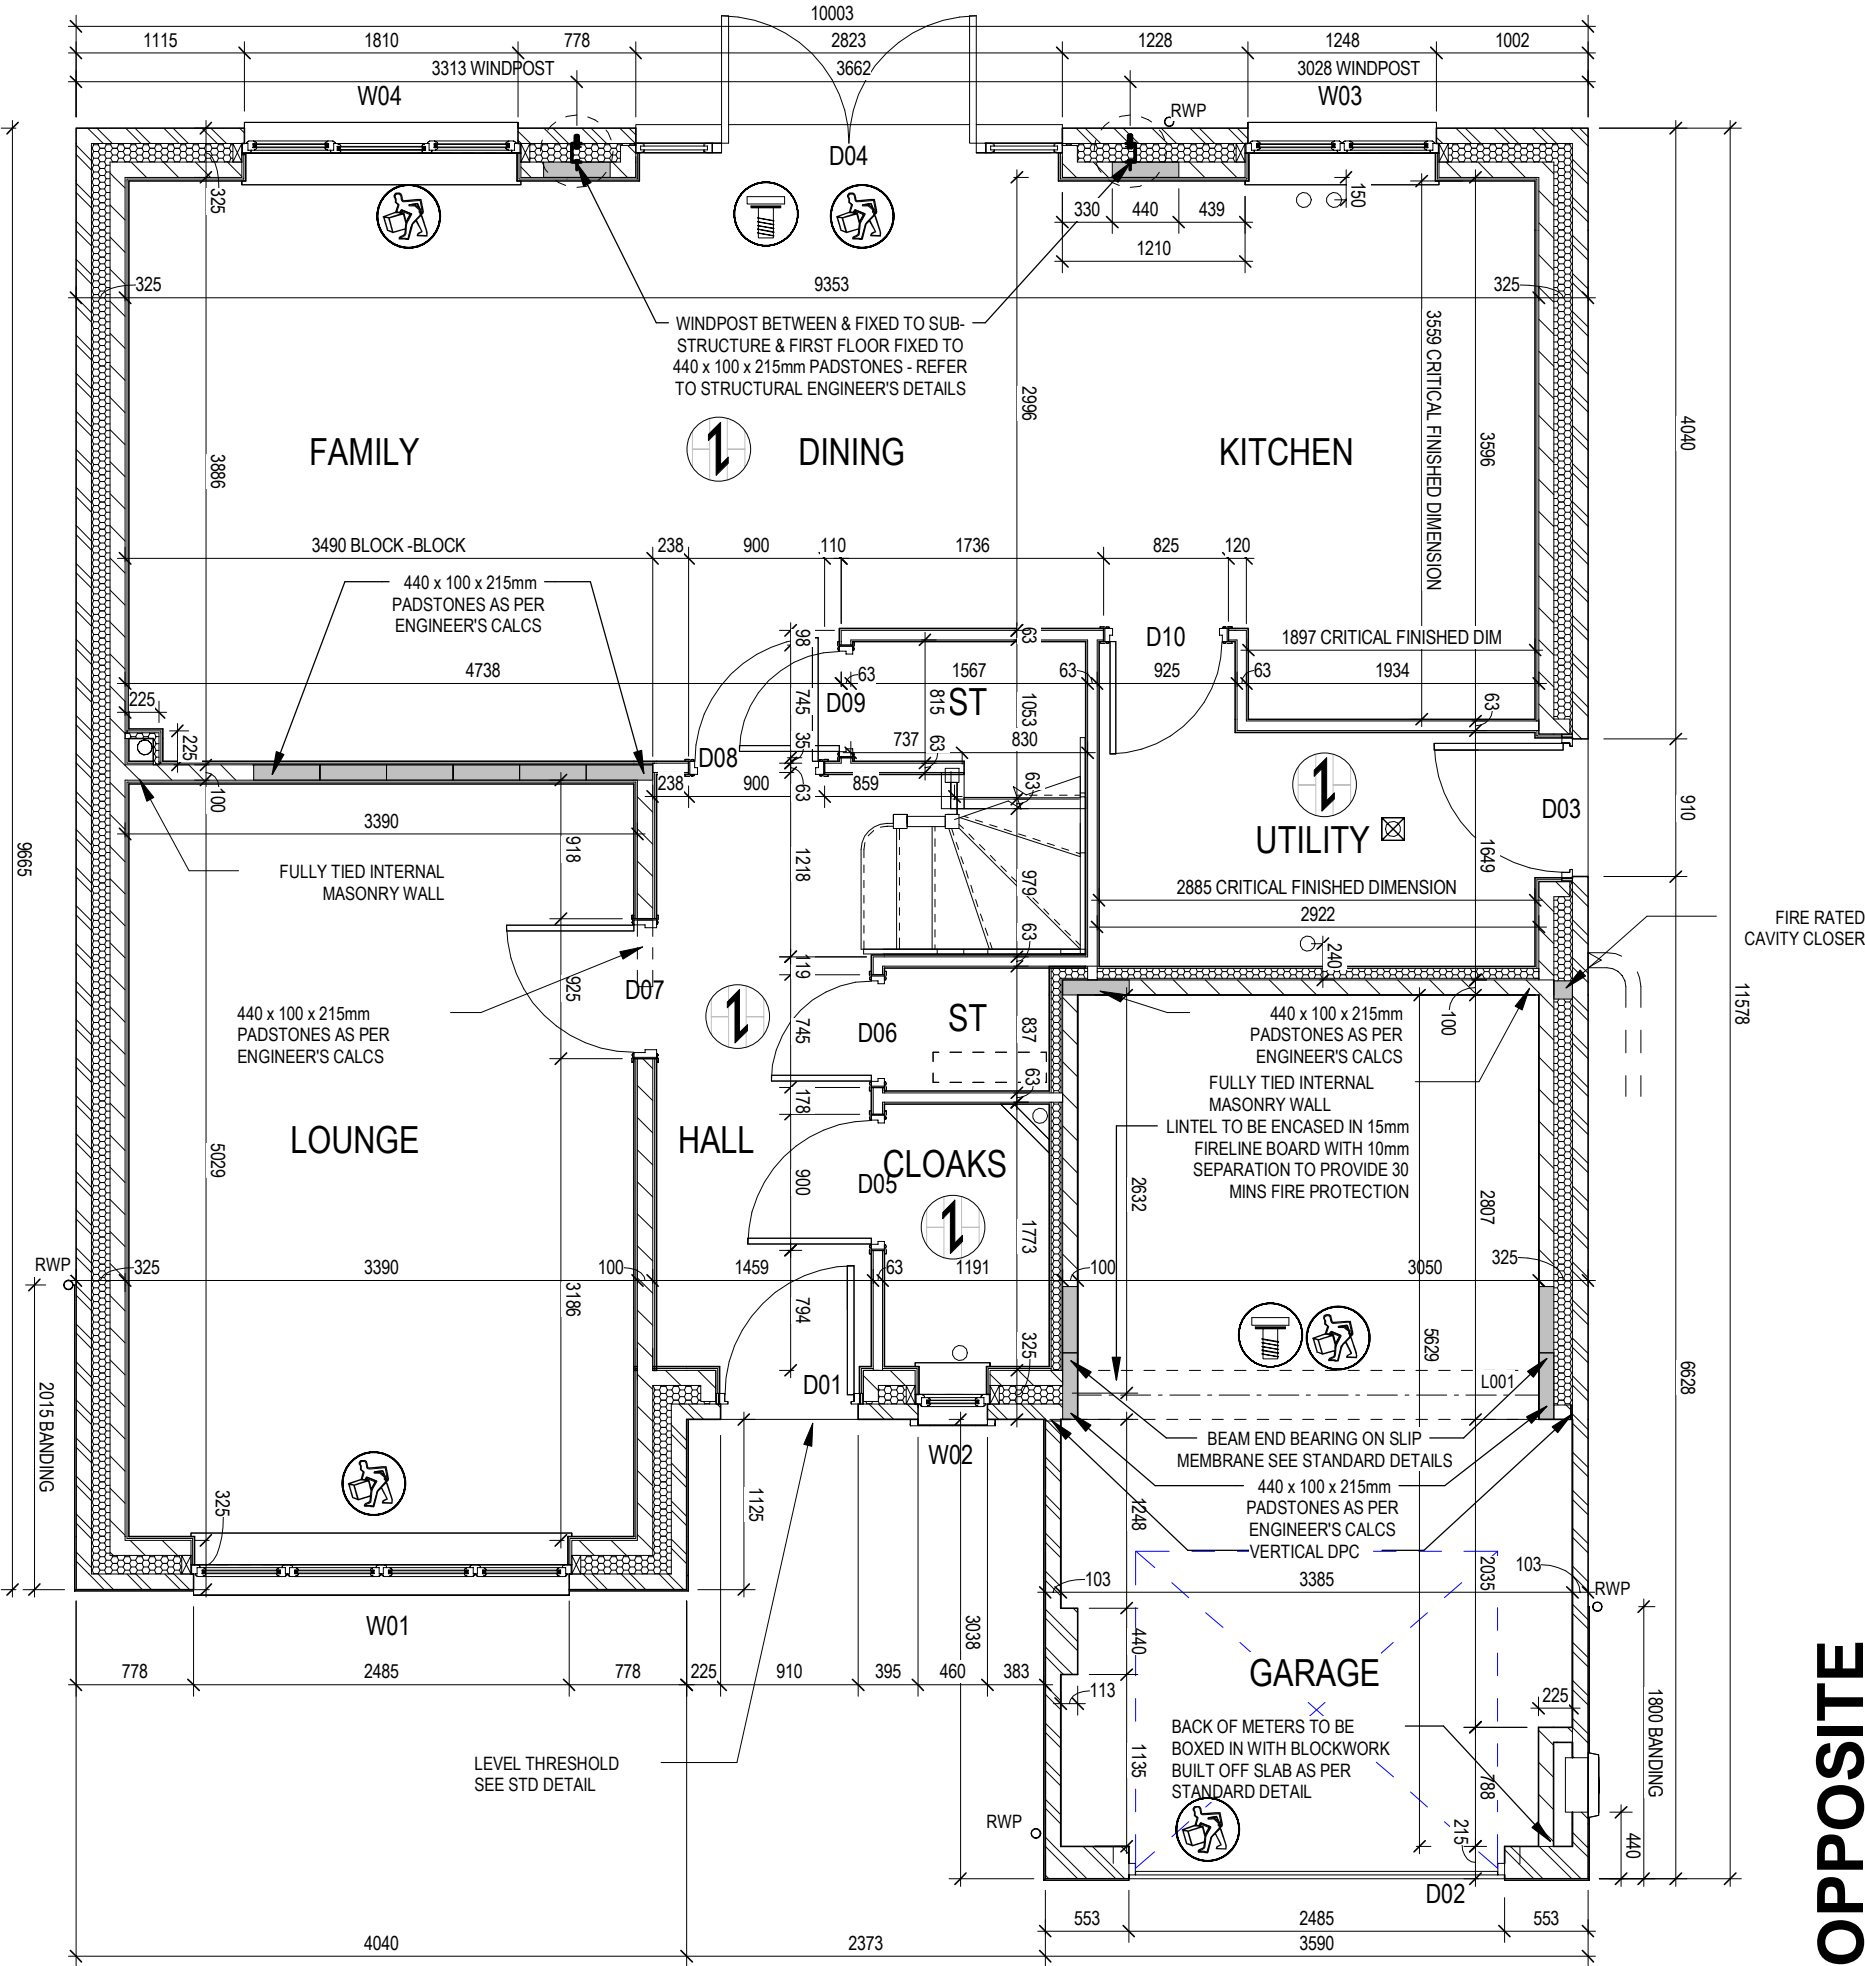 10003
1115
1810
778
2823
1228
1248
1002
3313 WINDPOST
3662
3028 WINDPOST
W04
W03
RWP
D04
325
150
330
440
439
1210
325
9353
325
WINDPOST BETWEEN & FIXED TO SUB-
STRUCTURE & FIRST FLOOR FIXED TO
440 x 100 x 215mm PADSTONES - REFER
TO STRUCTURAL ENGINEER'S DETAILS
3559 CRITICAL FINISHED DIMENSION
2996
4040
FAMILY
DINING
KITCHEN
3886
3596
3490 BLOCK -BLOCK
238
900
110
1736
825
120
440 x 100 x 215mm
PADSTONES AS PER
ENGINEER'S CALCS
98
63
D10
1897 CRITICAL FINISHED DIM
4738
63
1567
63
925
63
1934
225
745
D09
815
ST
1053
63
225
35
737
63
830
D08
100
238
900
63
859
63
D03
910
3390
9665
918
1218
979
UTILITY
1649
FULLY TIED INTERNAL
MASONRY WALL
2885 CRITICAL FINISHED DIMENSION
2922
FIRE RATED
CAVITY CLOSER
63
240
119
925
D07
440 x 100 x 215mm
PADSTONES AS PER
ENGINEER'S CALCS
745
D06
ST
837
63
100
11578
440 x 100 x 215mm
PADSTONES AS PER
ENGINEER'S CALCS
FULLY TIED INTERNAL
MASONRY WALL
LINTEL TO BE ENCASED IN 15mm
FIRELINE BOARD WITH 10mm
SEPARATION TO PROVIDE 30
MINS FIRE PROTECTION
178
LOUNGE
HALL
CLOAKS
5029
900
D05
2632
2807
1773
RWP
325
3390
100
1459
63
1191
100
3050
325
3186
794
325
5629
6628
D01
L001
2015 BANDING
W02
BEAM END BEARING ON SLIP
MEMBRANE SEE STANDARD DETAILS
440 x 100 x 215mm
PADSTONES AS PER
ENGINEER'S CALCS
VERTICAL DPC
325
1125
1248
2035
103
3385
103
RWP
W01
3038
440
778
2485
778
225
910
395
460
383
GARAGE
113
225
1800 BANDING
BACK OF METERS TO BE
BOXED IN WITH BLOCKWORK
BUILT OFF SLAB AS PER
STANDARD DETAIL
1135
788
LEVEL THRESHOLD
SEE STD DETAIL
RWP
215
440
D02
553
2485
553
4040
2373
3590
OPPOSITE